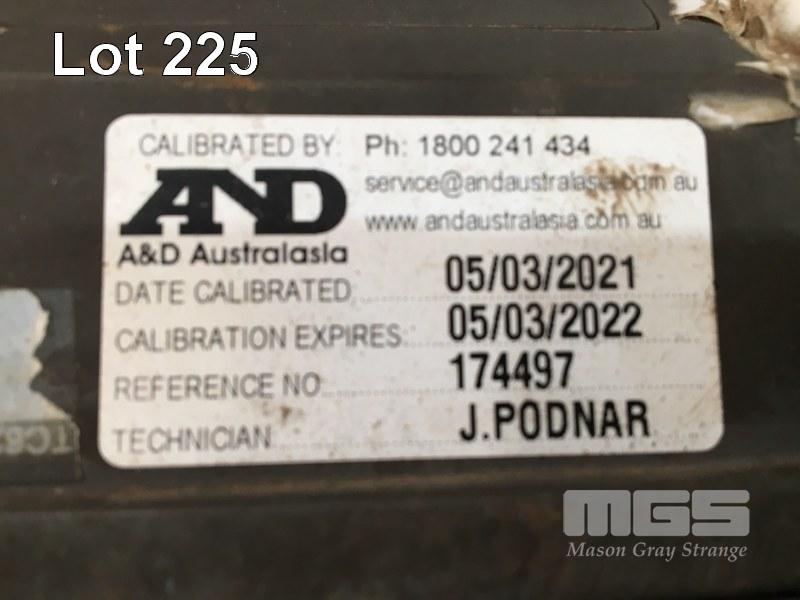 Lot 225
CALIBRATED BY: Ph: 1800 241 434
AND service@andaustralasia.com.au
www.andaustralasia.com.au
A&D Australasia
DATE CALIBRATED 05/03/2021
CALIBRATION EXPIRES 05/03/2022
REFERENCE NO 174497
TECHNICIAN J.PODNAR
MGS
Mason Gray Strange